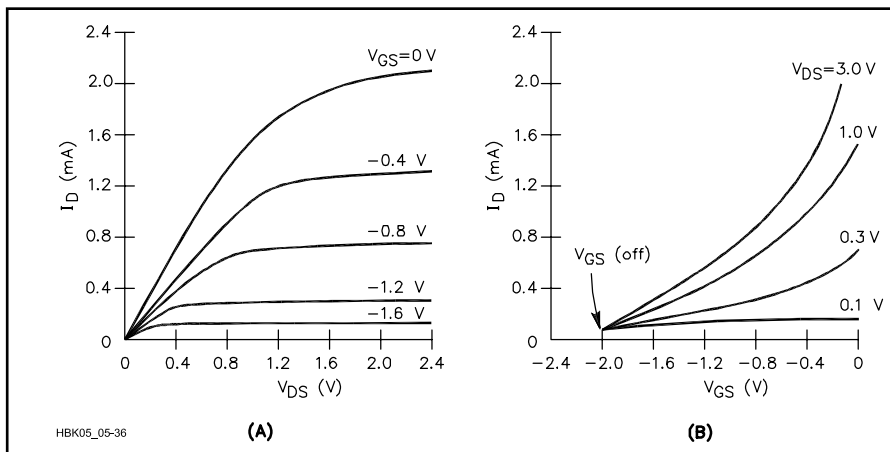 2.4
2.0
1.6
1.2
0.8
0.4
0
I_D (mA)
V_GS=0 V
−0.4 V
−0.8 V
−1.2 V
−1.6 V
0 0.4 0.8 1.2 1.6 2.0 2.4
V_DS (V)
(A)
2.4
2.0
1.6
1.2
0.8
0.4
0
I_D (mA)
V_DS=3.0 V
1.0 V
0.3 V
0.1 V
V_GS (off)
−2.4 −2.0 −1.6 −1.2 −0.8 −0.4 0
V_GS (V)
(B)
HBK05_05-36